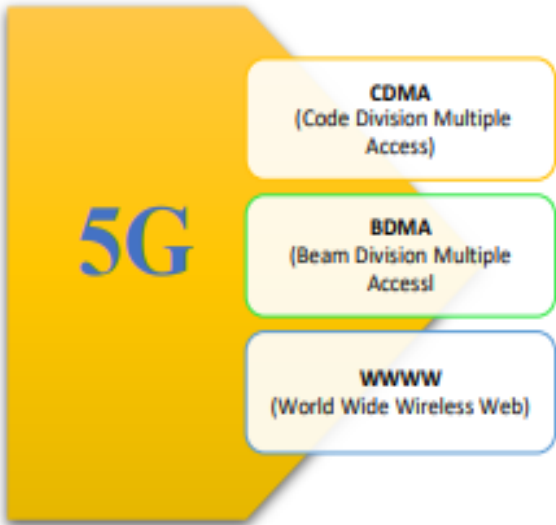 5G
CDMA
(Code Division Multiple
Access)
BDMA
(Beam Division Multiple
Accessl
WWWW
(World Wide Wireless Web)